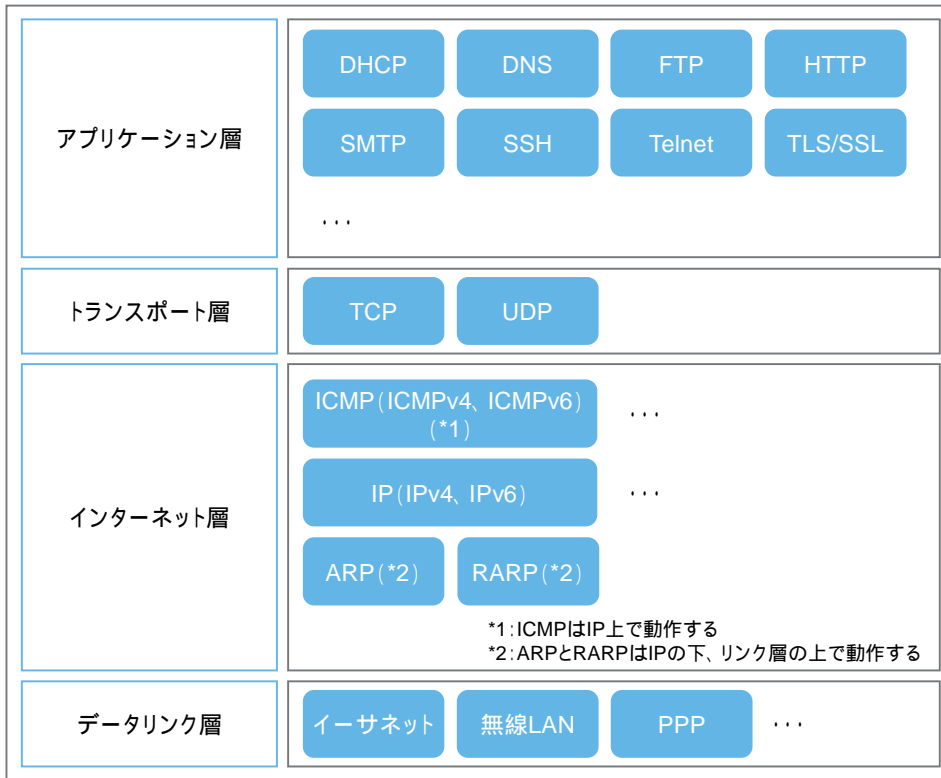 アプリケーション層
DHCP DNS FTP HTTP
SMTP SSH Telnet TLS/SSL
...
トランスポート層
TCP UDP
インターネット層
ICMP(ICMPv4、ICMPv6)
(*1)
...
IP(IPv4、IPv6) ...
ARP(*2) RARP(*2)
*1:ICMPはIP上で動作する
*2:ARPとRARPはIPの下、リンク層の上で動作する
データリンク層
イーサネット 無線LAN PPP ...